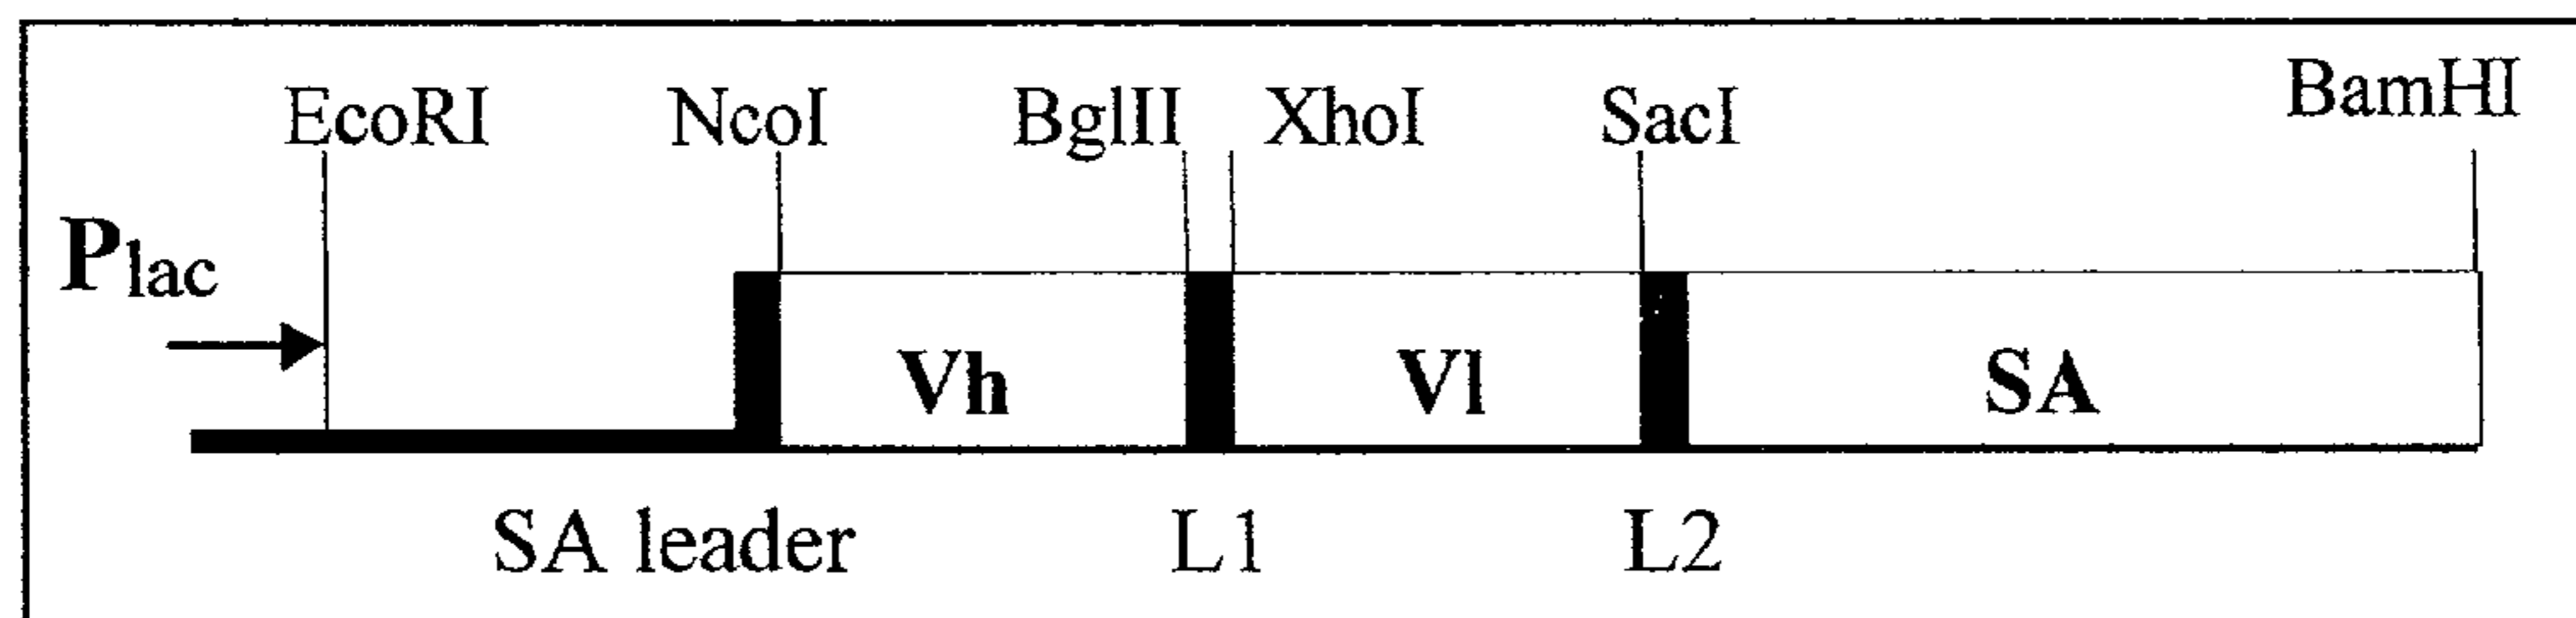 EcoRI NcoI BglII XhoI SacI BamHI
Plac
Vh Vl SA
SA leader L1 L2